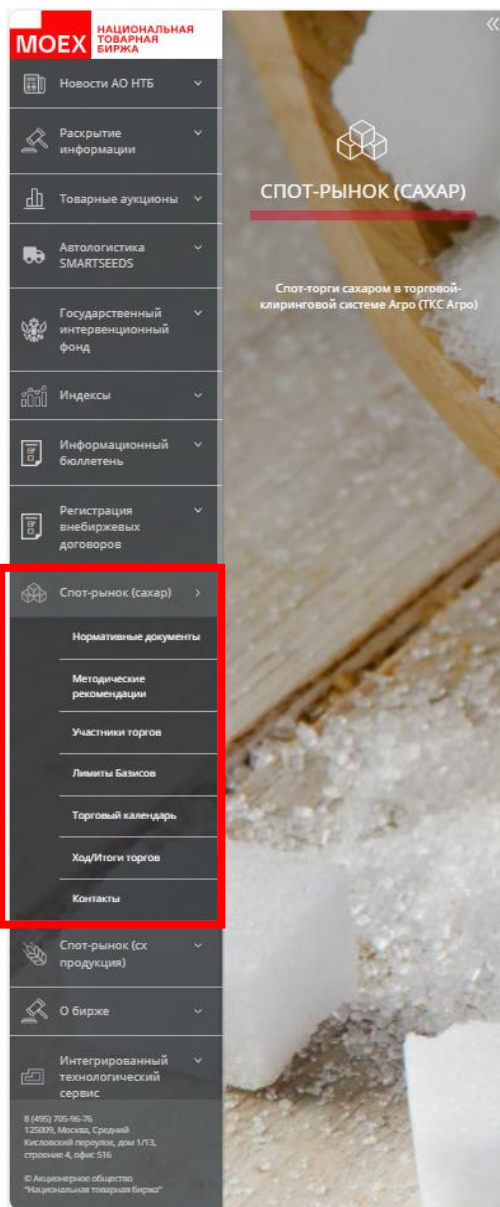 MOEX
НАЦИОНАЛЬНАЯ
ТОВАРНАЯ
БИРЖА
Новости АО НТБ
Раскрытие
информации
Товарные аукционы
Автологистика
SMARTSEEDS
Государственный
интервенционный
фонд
Индексы
Информационный
бюллетень
Регистрация
внебиржевых
договоров
Спот-рынок (сахар)
Нормативные документы
Методические
рекомендации
Участники торгов
Лимиты Базисов
Торговый календарь
Ход/Итоги торгов
Контакты
Спот-рынок (сх
продукция)
О бирже
Интегрированный
технологический
сервис
8 (495) 705-96-76
125009, Москва, Средний
Кисловский переулок, дом 1/13,
строение 4, офис 516
© Акционерное общество
"Национальная товарная биржа"
СПОТ-РЫНОК (САХАР)
Спот-торги сахаром в торговой-
клиринговой системе Агро (ТКС Агро)